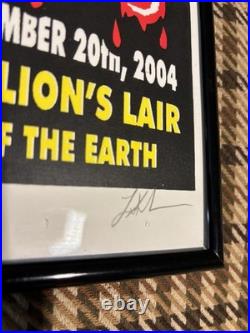 MBER 20TH, 2004
LION'S LAIR
F THE EARTH